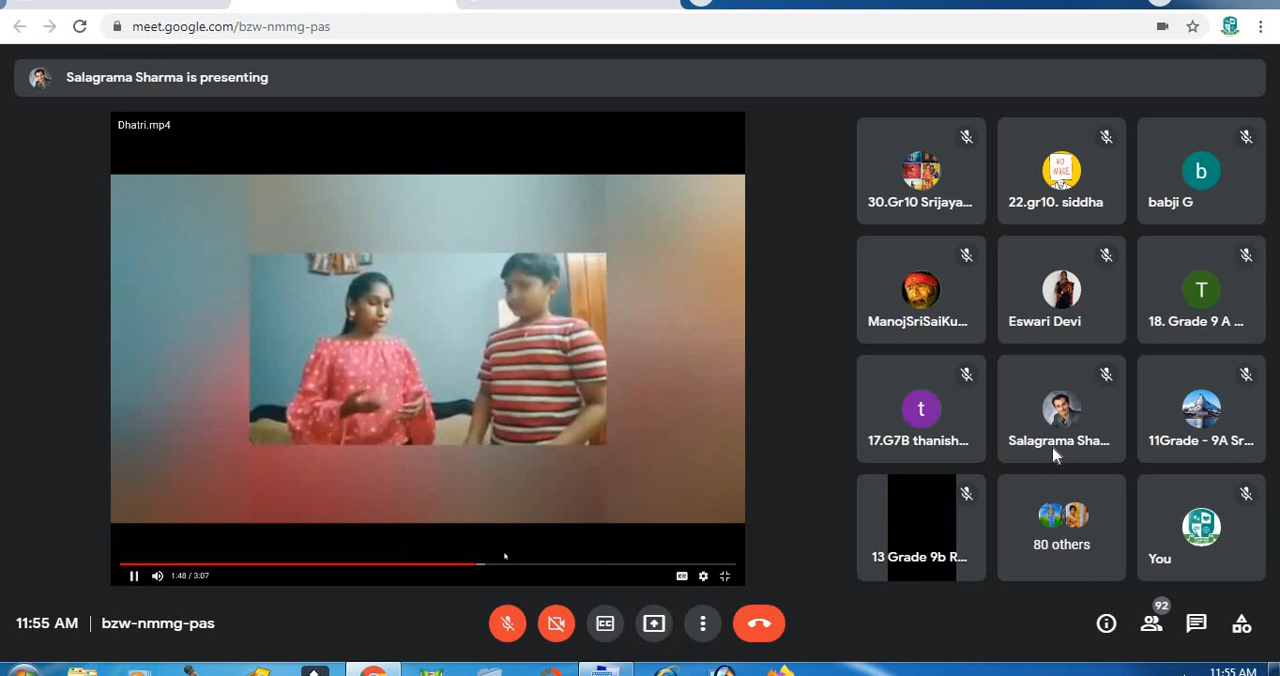 meet.google.com/bzw-nmmg-pas
Salagrama Sharma is presenting
Dhatri.mp4
30.Gr10 Srijaya...
22.gr10. siddha
b
babji G
ManojSriSaiKu...
Eswari Devi
T
18. Grade 9 A ...
t
17.G7B thanish...
Salagrama Sha...
11Grade - 9A Sr...
13 Grade 9b R...
80 others
You
1:48 / 3:07
11:55 AM | bzw-nmmg-pas
92
11:55 AM